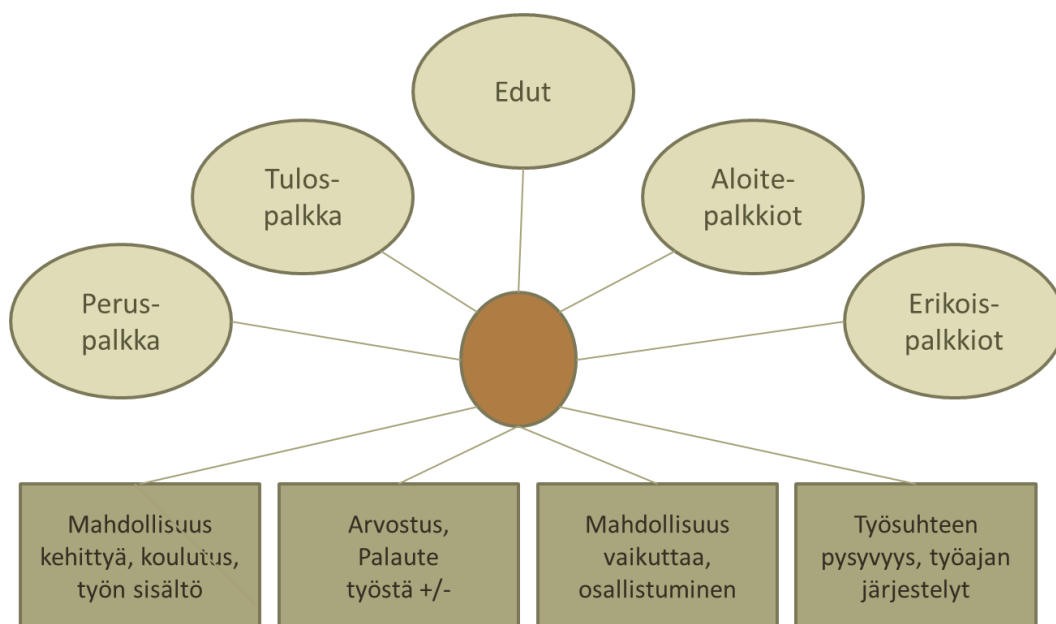 Edut
Tulos-
palkka
Aloite-
palkkiot
Perus-
palkka
Erikois-
palkkiot
Mahdollisuus
kehittyä, koulutus,
työn sisältö
Arvostus,
Palaute
työstä +/-
Mahdollisuus
vaikuttaa,
osallistuminen
Työsuhteen
pysyvyys, työajan
järjestelyt